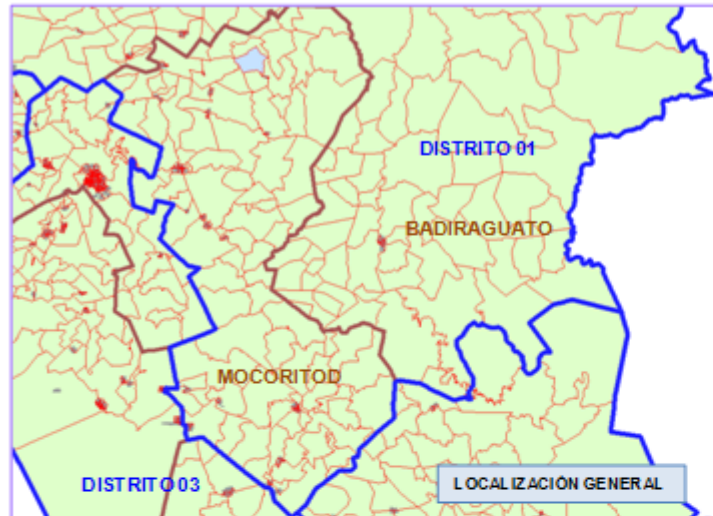 DISTRITO 01
BADIRAGUATO
MOCORITOD
DISTRITO 03
LOCALIZACIÓN GENERAL